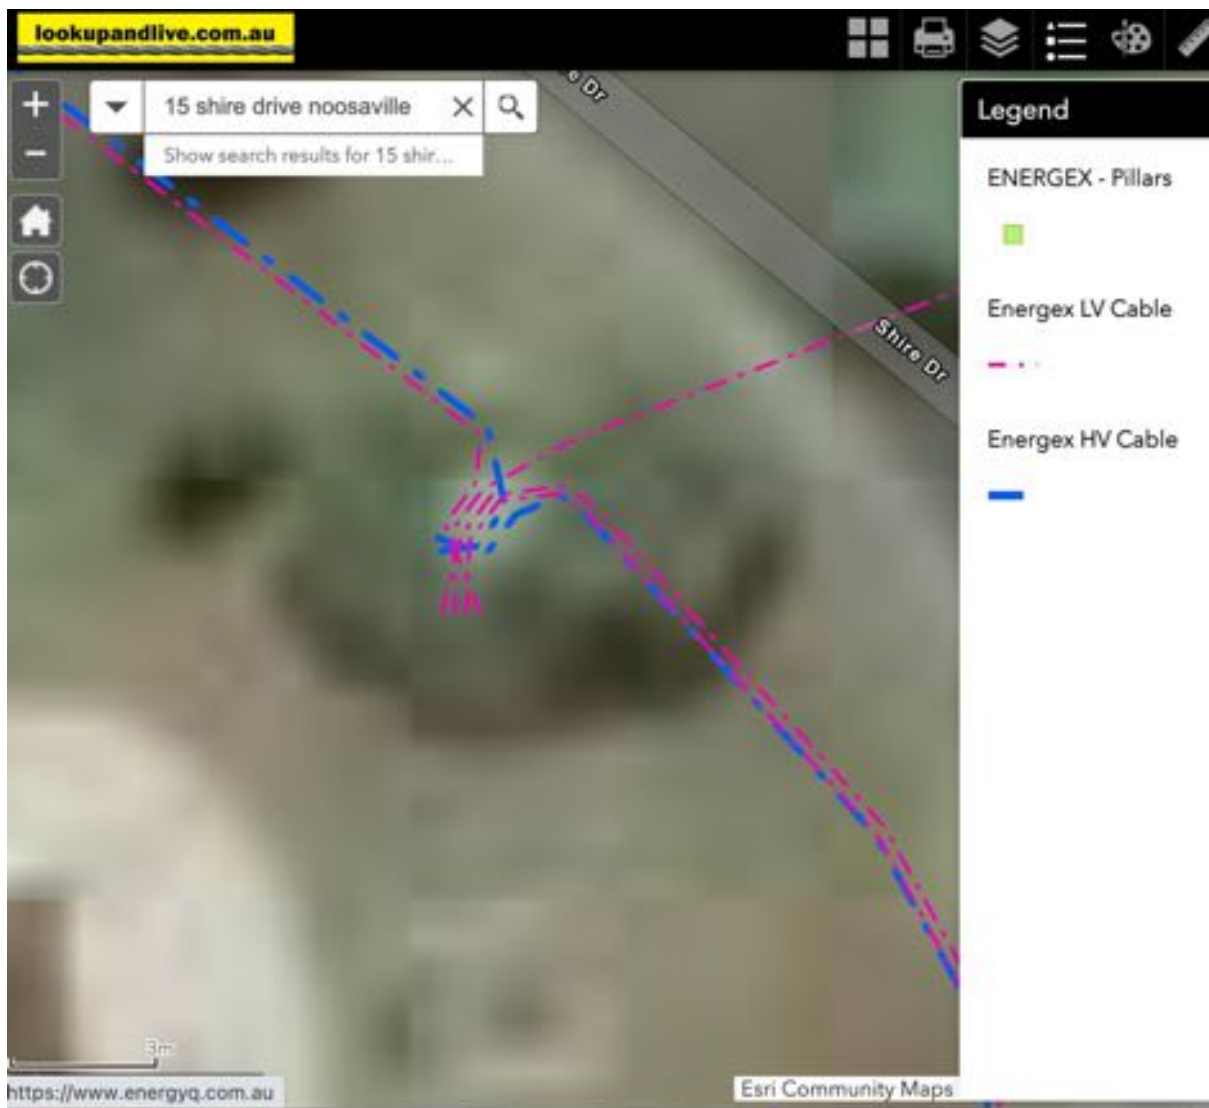 lookupandlive.com.au
15 shire drive noosaville
Show search results for 15 shir...
e Dr
Shire Dr
Legend
ENERGEX - Pillars
Energex LV Cable
Energex HV Cable
3m
https://www.energyq.com.au
Esri Community Maps